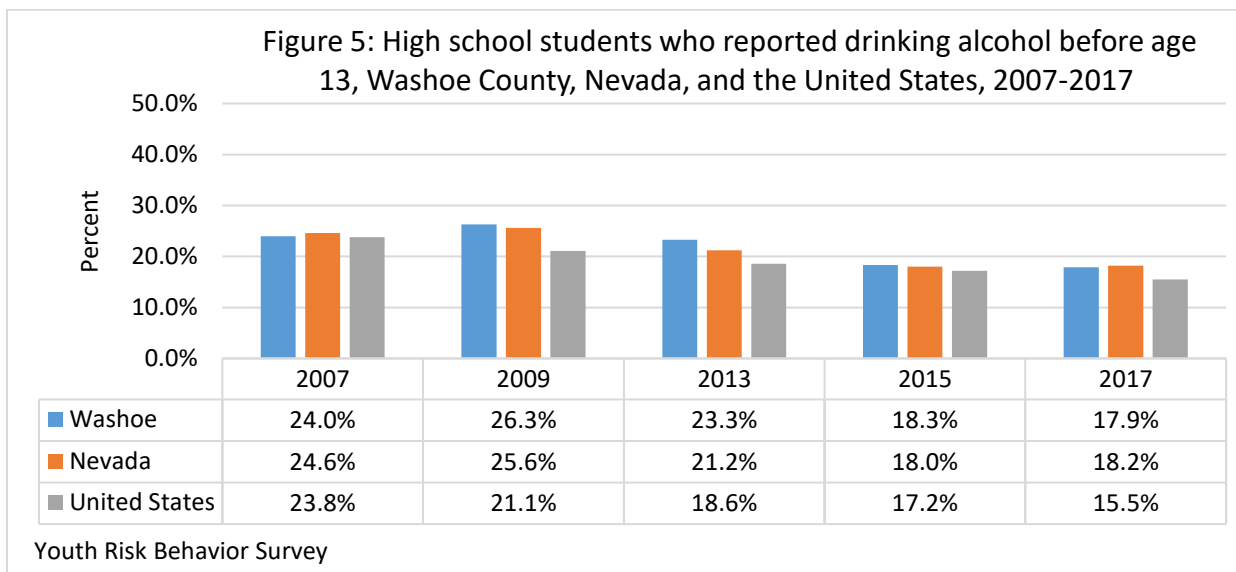 Figure 5: High school students who reported drinking alcohol before age
13, Washoe County, Nevada, and the United States, 2007-2017
50.0%
40.0%
30.0%
20.0%
10.0%
0.0%
Percent
2007 2009 2013 2015 2017
Washoe 24.0% 26.3% 23.3% 18.3% 17.9%
Nevada 24.6% 25.6% 21.2% 18.0% 18.2%
United States 23.8% 21.1% 18.6% 17.2% 15.5%
Youth Risk Behavior Survey